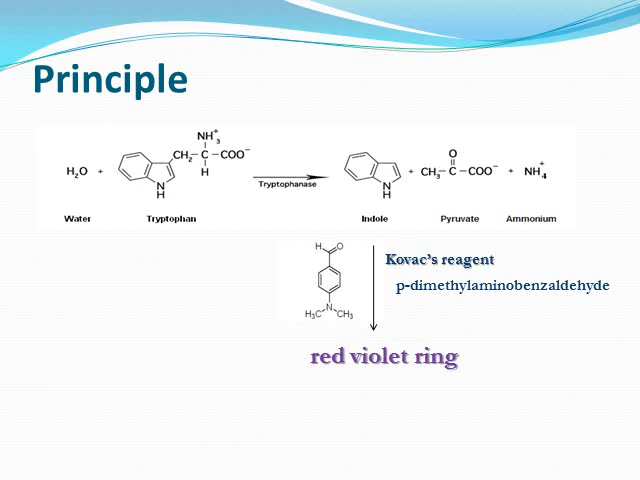 Principle
H2O + CH2 – C – COO– NH3+ H N H Tryptophanase N H + CH3 – C – COO– O + NH4+
Water Tryptophan Indole Pyruvate Ammonium
H O Kovac's reagent
p-dimethylaminobenzaldehyde
H3C N CH3
red violet ring